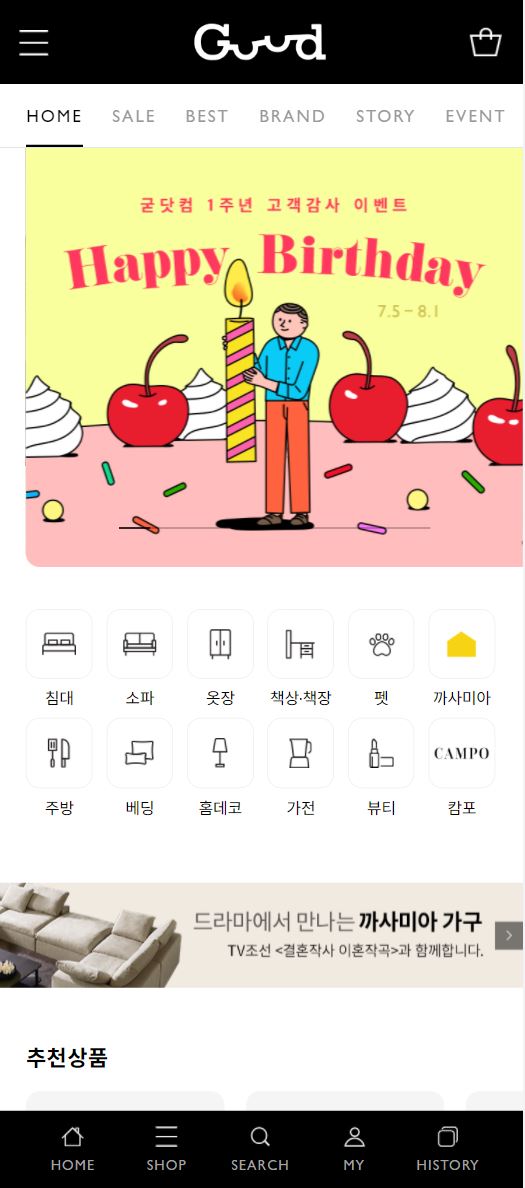 Guud
HOME SALE BEST BRAND STORY EVENT
굳닷컴 1주년 고객감사 이벤트
Happy Birthday
7.5 – 8.1
침대 소파 옷장 책상·책장 펫 까사미아
CAMPO
주방 베딩 홈데코 가전 뷰티 캄포
드라마에서 만나는 까사미아 가구
TV조선 <결혼작사 이혼작곡>과 함께합니다.
추천상품
HOME SHOP SEARCH MY HISTORY